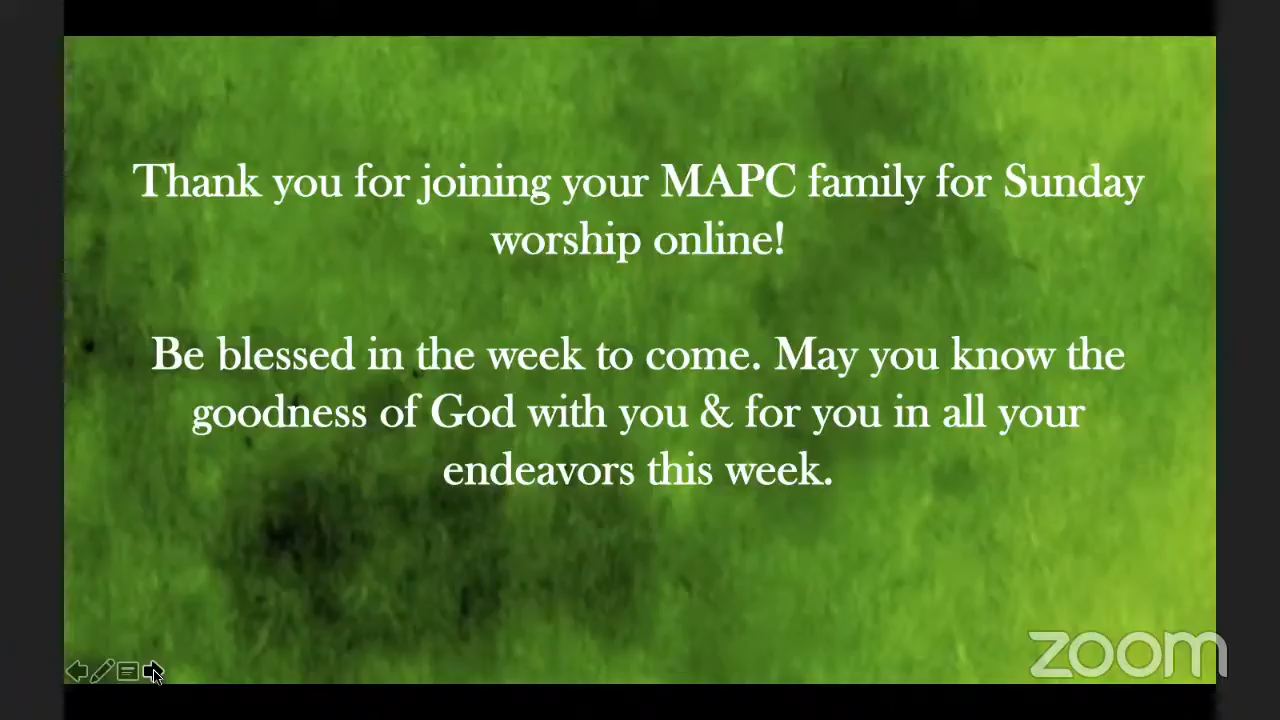 Thank you for joining your MAPC family for Sunday
worship online!
Be blessed in the week to come. May you know the
goodness of God with you & for you in all your
endeavors this week.
zoom